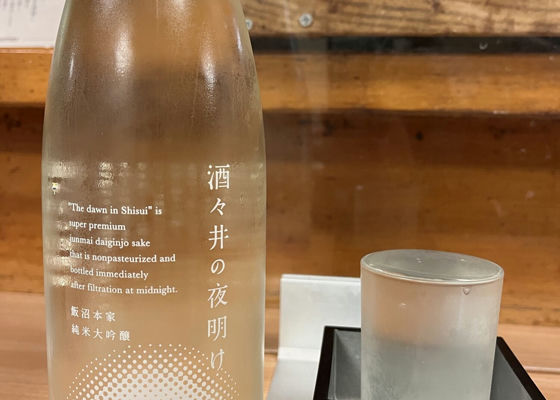 酒々井の夜明け
"The dawn in Shisui" is
super premium
junmai daiginjo sake
that is nonpasteurized and
bottled immediately
after filtration at midnight.
飯沼本家
純米大吟醸